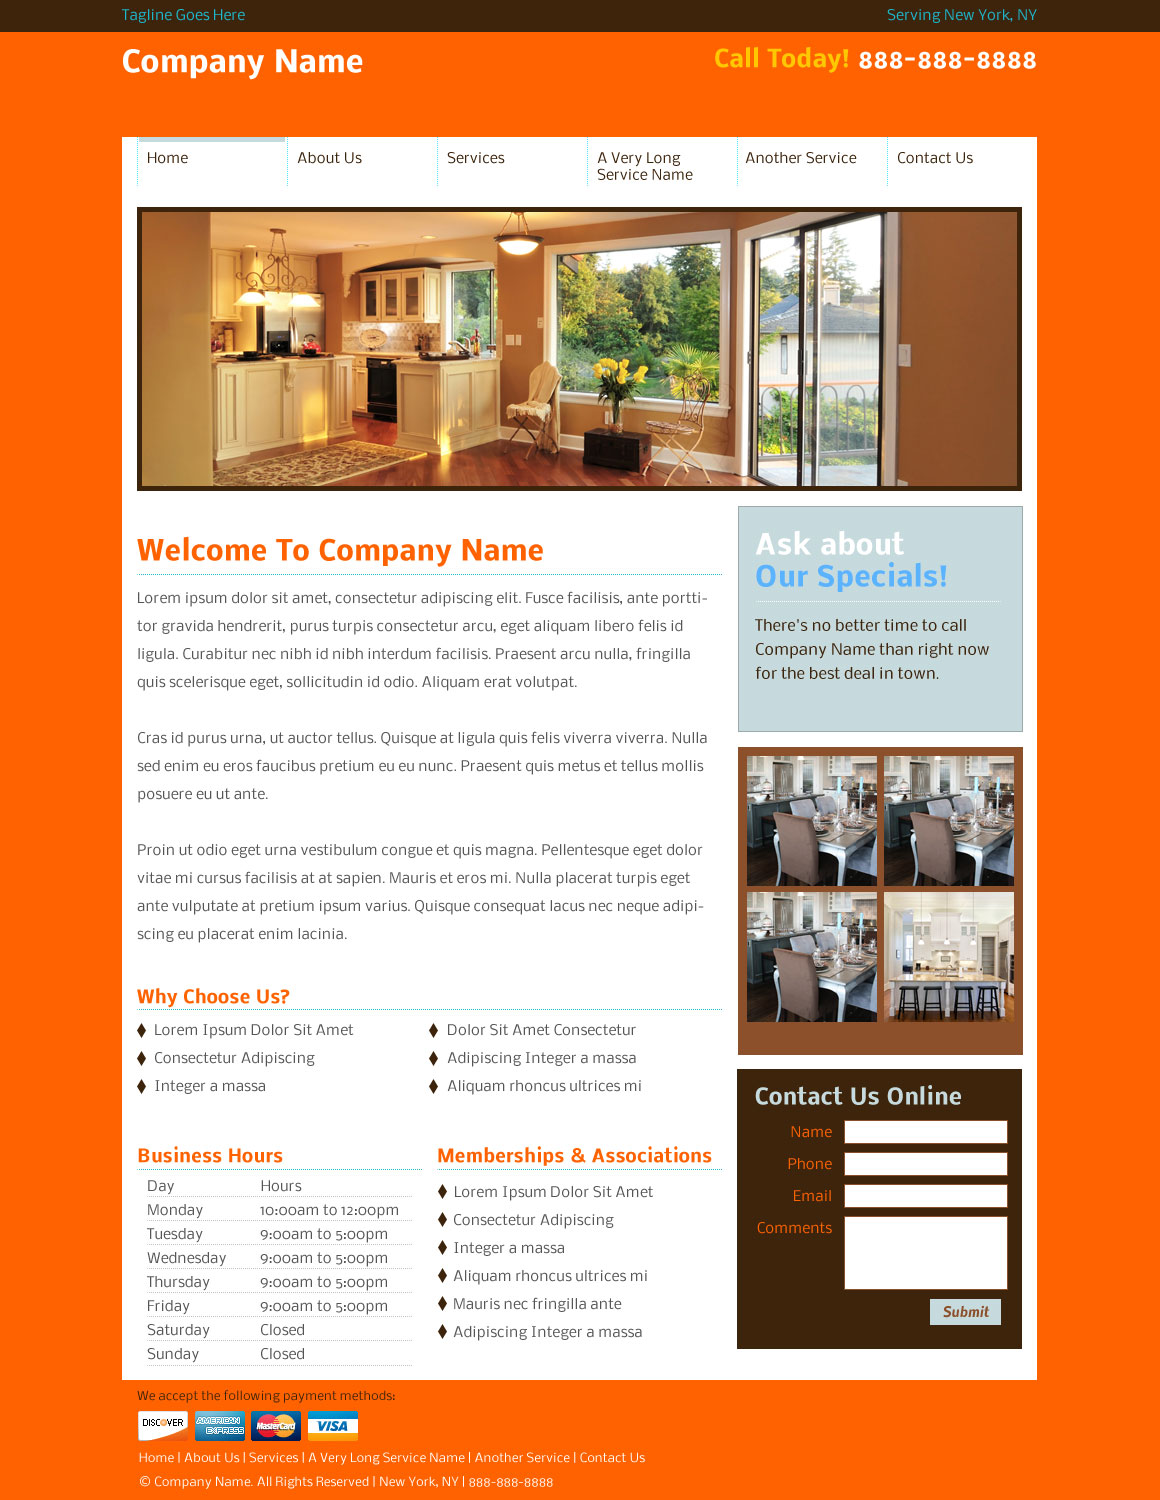 Tagline Goes Here
Serving New York, NY
Company Name
Call Today! 888-888-8888
Home
About Us
Services
A Very Long
Service Name
Another Service
Contact Us
Welcome To Company Name
Lorem ipsum dolor sit amet, consectetur adipiscing elit. Fusce facilisis, ante portti-
tor gravida hendrerit, purus turpis consectetur arcu, eget aliquam libero felis id
ligula. Curabitur nec nibh id nibh interdum facilisis. Praesent arcu nulla, fringilla
quis scelerisque eget, sollicitudin id odio. Aliquam erat volutpat.
Cras id purus urna, ut auctor tellus. Quisque at ligula quis felis viverra viverra. Nulla
sed enim eu eros faucibus pretium eu eu nunc. Praesent quis metus et tellus mollis
posuere eu ut ante.
Proin ut odio eget urna vestibulum congue et quis magna. Pellentesque eget dolor
vitae mi cursus facilisis at at sapien. Mauris et eros mi. Nulla placerat turpis eget
ante vulputate at pretium ipsum varius. Quisque consequat lacus nec neque adipi-
scing eu placerat enim lacinia.
Why Choose Us?
Lorem Ipsum Dolor Sit Amet
Consectetur Adipiscing
Integer a massa
Dolor Sit Amet Consectetur
Adipiscing Integer a massa
Aliquam rhoncus ultrices mi
Business Hours
Day Hours
Monday 10:00am to 12:00pm
Tuesday 9:00am to 5:00pm
Wednesday 9:00am to 5:00pm
Thursday 9:00am to 5:00pm
Friday 9:00am to 5:00pm
Saturday Closed
Sunday Closed
Memberships & Associations
Lorem Ipsum Dolor Sit Amet
Consectetur Adipiscing
Integer a massa
Aliquam rhoncus ultrices mi
Mauris nec fringilla ante
Adipiscing Integer a massa
Ask about
Our Specials!
There's no better time to call
Company Name than right now
for the best deal in town.
Contact Us Online
Name
Phone
Email
Comments
Submit
We accept the following payment methods:
DISCOVER
AMERICAN EXPRESS
MasterCard
VISA
Home | About Us | Services | A Very Long Service Name | Another Service | Contact Us
© Company Name. All Rights Reserved | New York, NY | 888-888-8888